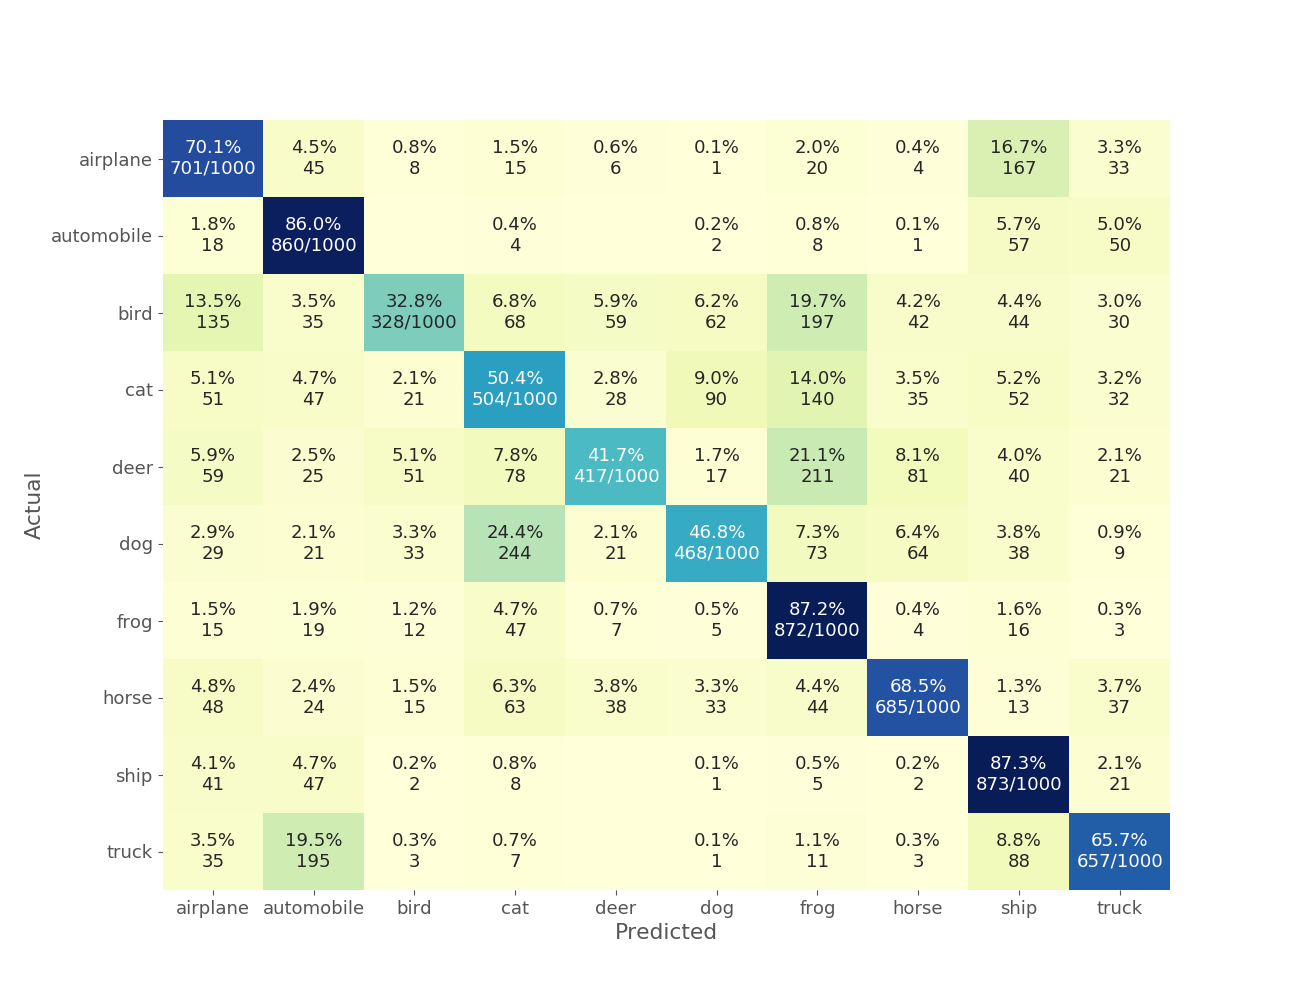 70.1% 4.5% 0.8% 1.5% 0.6% 0.1% 2.0% 0.4% 16.7% 3.3%
airplane
701/1000 45 8 15 6 1 20 4 167 33
1.8% 86.0% 0.4% 0.2% 0.8% 0.1% 5.7% 5.0%
automobile
18 860/1000 4 2 8 1 57 50
13.5% 3.5% 32.8% 6.8% 5.9% 6.2% 19.7% 4.2% 4.4% 3.0%
bird
135 35 328/1000 68 59 62 197 42 44 30
5.1% 4.7% 2.1% 50.4% 2.8% 9.0% 14.0% 3.5% 5.2% 3.2%
cat
51 47 21 504/1000 28 90 140 35 52 32
5.9% 2.5% 5.1% 7.8% 41.7% 1.7% 21.1% 8.1% 4.0% 2.1%
deer
59 25 51 78 417/1000 17 211 81 40 21
Actual
2.9% 2.1% 3.3% 24.4% 2.1% 46.8% 7.3% 6.4% 3.8% 0.9%
dog
29 21 33 244 21 468/1000 73 64 38 9
1.5% 1.9% 1.2% 4.7% 0.7% 0.5% 87.2% 0.4% 1.6% 0.3%
frog
15 19 12 47 7 5 872/1000 4 16 3
4.8% 2.4% 1.5% 6.3% 3.8% 3.3% 4.4% 68.5% 1.3% 3.7%
horse
48 24 15 63 38 33 44 685/1000 13 37
4.1% 4.7% 0.2% 0.8% 0.1% 0.5% 0.2% 87.3% 2.1%
ship
41 47 2 8 1 5 2 873/1000 21
3.5% 19.5% 0.3% 0.7% 0.1% 1.1% 0.3% 8.8% 65.7%
truck
35 195 3 7 1 11 3 88 657/1000
airplane automobile bird cat deer dog frog horse ship truck
Predicted